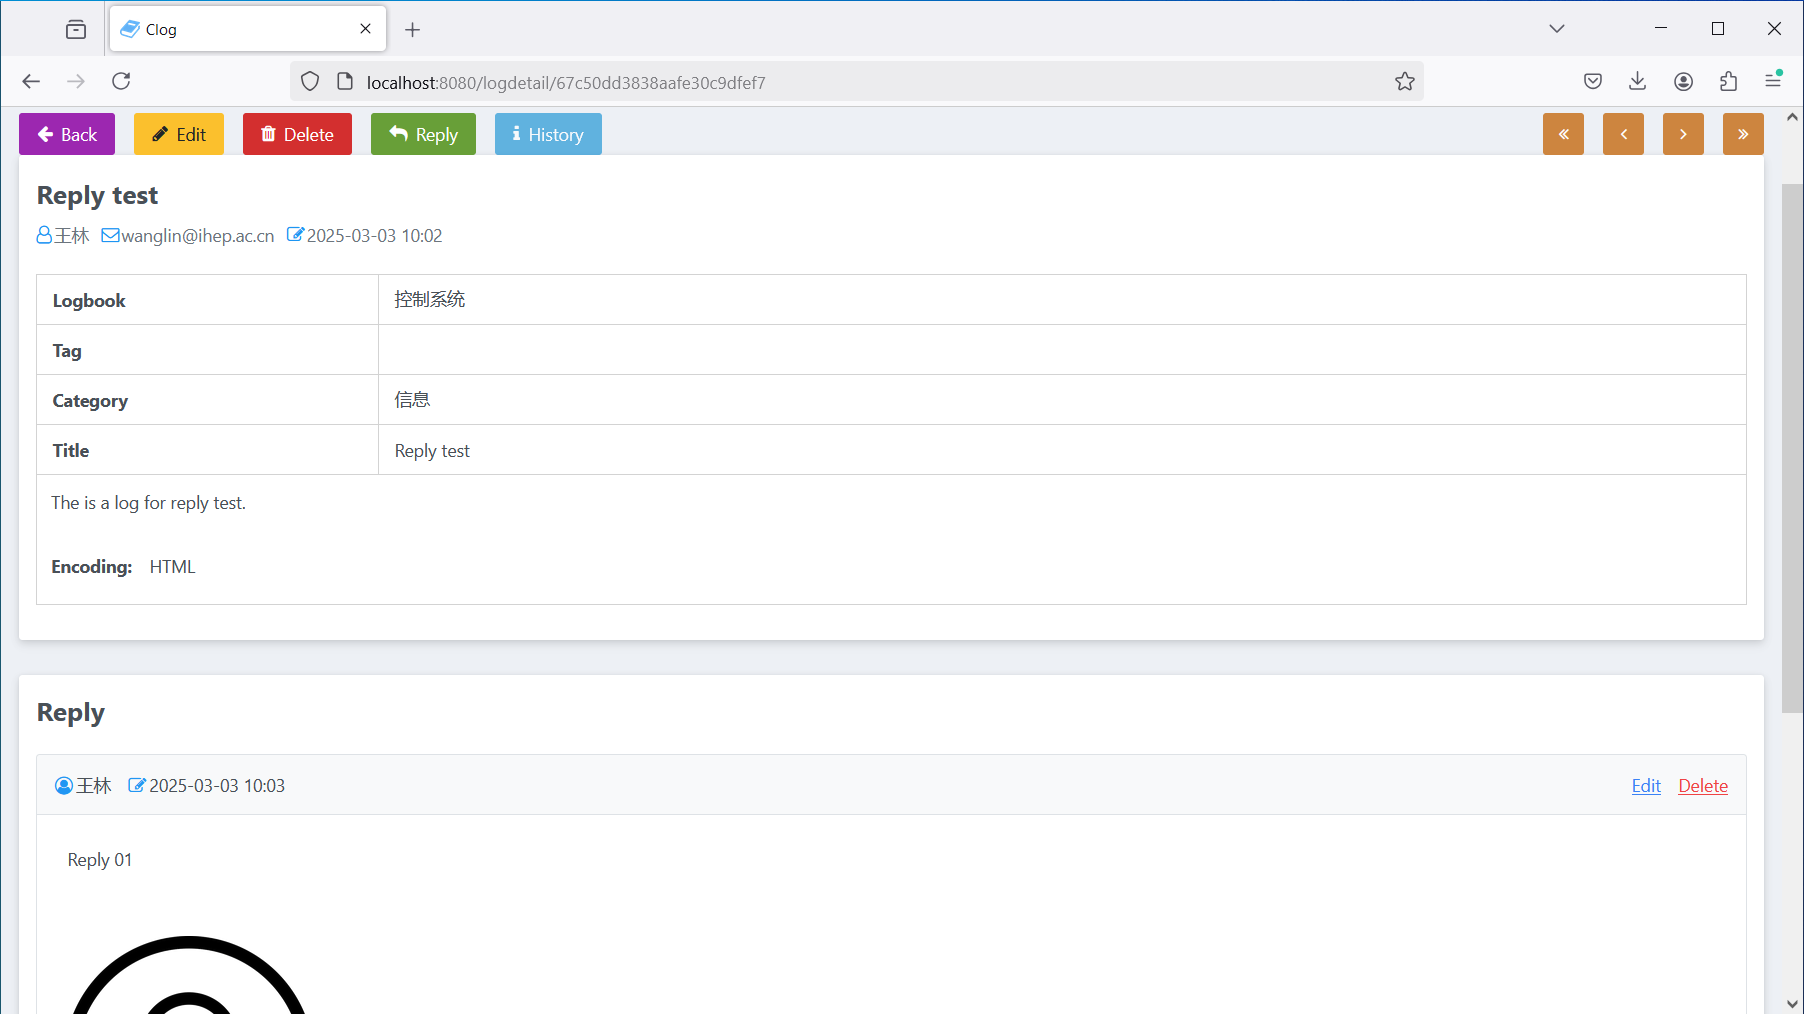 Clog
localhost:8080/logdetail/67c50dd3838aafe30c9dfef7
Back Edit Delete Reply History
Reply test
王林 wanglin@ihep.ac.cn 2025-03-03 10:02
Logbook 控制系统
Tag
Category 信息
Title Reply test
The is a log for reply test.
Encoding: HTML
Reply
王林 2025-03-03 10:03 Edit Delete
Reply 01